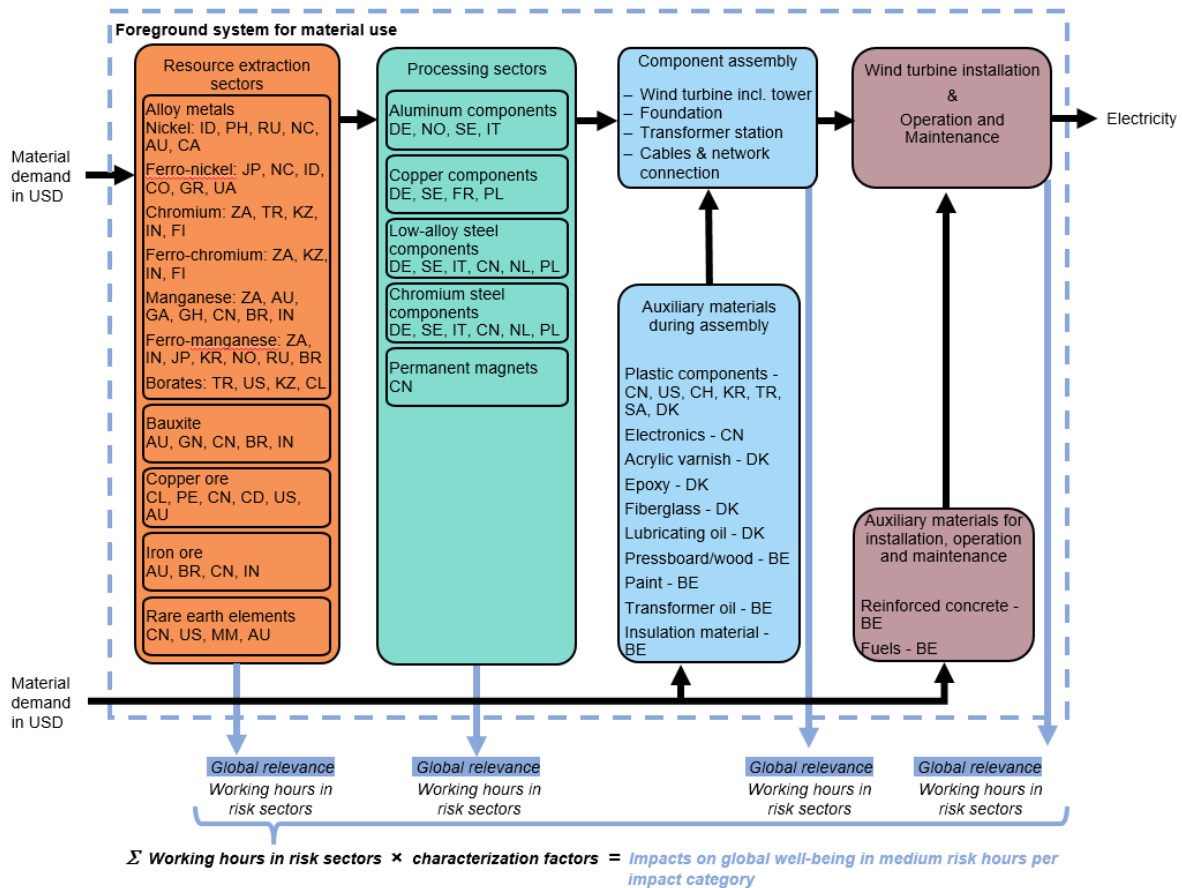 Foreground system for material use
Material
demand
in USD
Resource extraction
sectors
Alloy metals
Nickel: ID, PH, RU, NC,
AU, CA
Ferro-nickel: JP, NC, ID,
CO, GR, UA
Chromium: ZA, TR, KZ,
IN, FI
Ferro-chromium: ZA, KZ,
IN, FI
Manganese: ZA, AU,
GA, GH, CN, BR, IN
Ferro-manganese: ZA,
IN, JP, KR, NO, RU, BR
Borates: TR, US, KZ, CL
Bauxite
AU, GN, CN, BR, IN
Copper ore
CL, PE, CN, CD, US,
AU
Iron ore
AU, BR, CN, IN
Rare earth elements
CN, US, MM, AU
Processing sectors
Aluminum components
DE, NO, SE, IT
Copper components
DE, SE, FR, PL
Low-alloy steel
components
DE, SE, IT, CN, NL, PL
Chromium steel
components
DE, SE, IT, CN, NL, PL
Permanent magnets
CN
Component assembly
– Wind turbine incl. tower
– Foundation
– Transformer station
– Cables & network
connection
Auxiliary materials
during assembly
Plastic components -
CN, US, CH, KR, TR,
SA, DK
Electronics - CN
Acrylic varnish - DK
Epoxy - DK
Fiberglass - DK
Lubricating oil - DK
Pressboard/wood - BE
Paint - BE
Transformer oil - BE
Insulation material -
BE
Wind turbine installation
&
Operation and
Maintenance
Electricity
Auxiliary materials for
installation, operation
and maintenance
Reinforced concrete -
BE
Fuels - BE
Material
demand
in USD
Global relevance
Working hours in
risk sectors
Global relevance
Working hours in
risk sectors
Global relevance
Working hours in
risk sectors
Global relevance
Working hours in
risk sectors
Σ Working hours in risk sectors × characterization factors = Impacts on global well-being in medium risk hours per
impact category